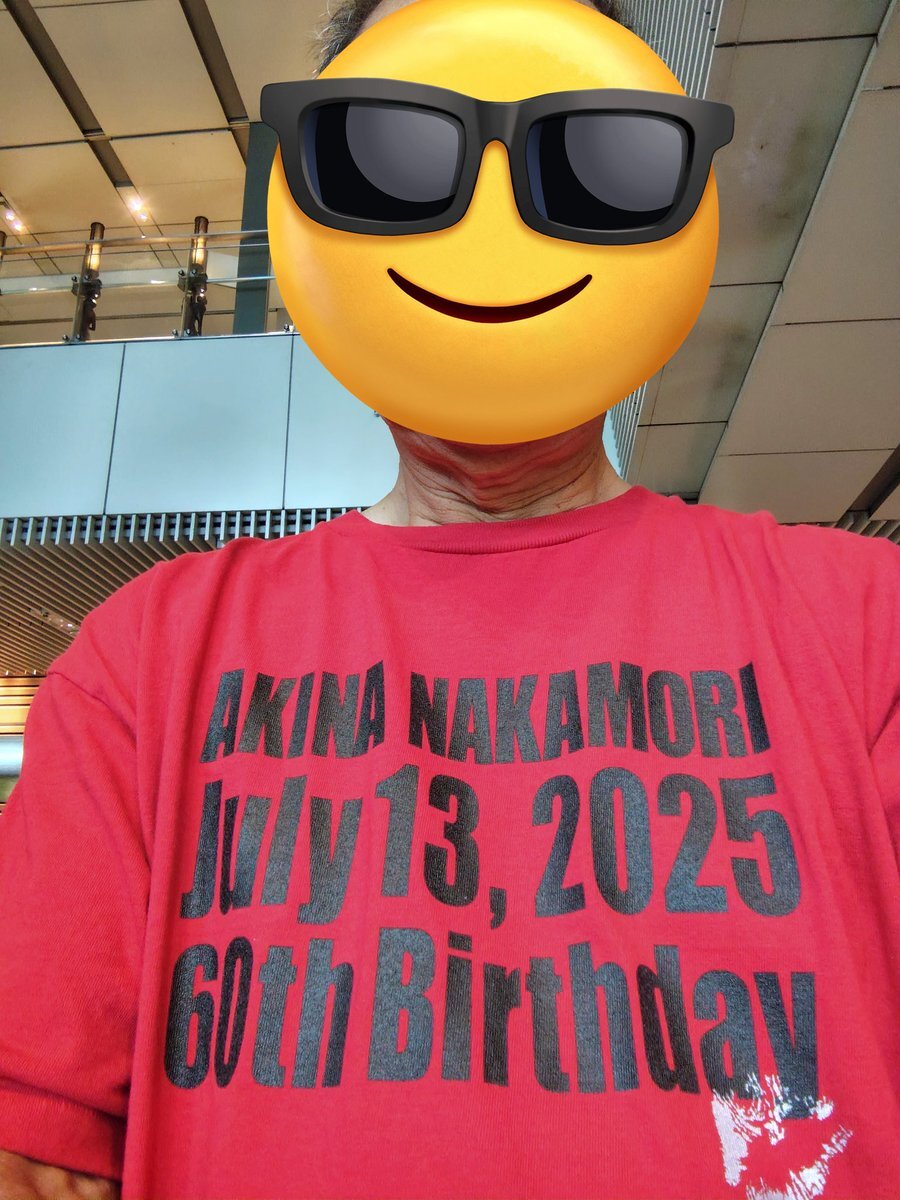 AKINA NAKAMORI
July 13, 2025
60th Birthday